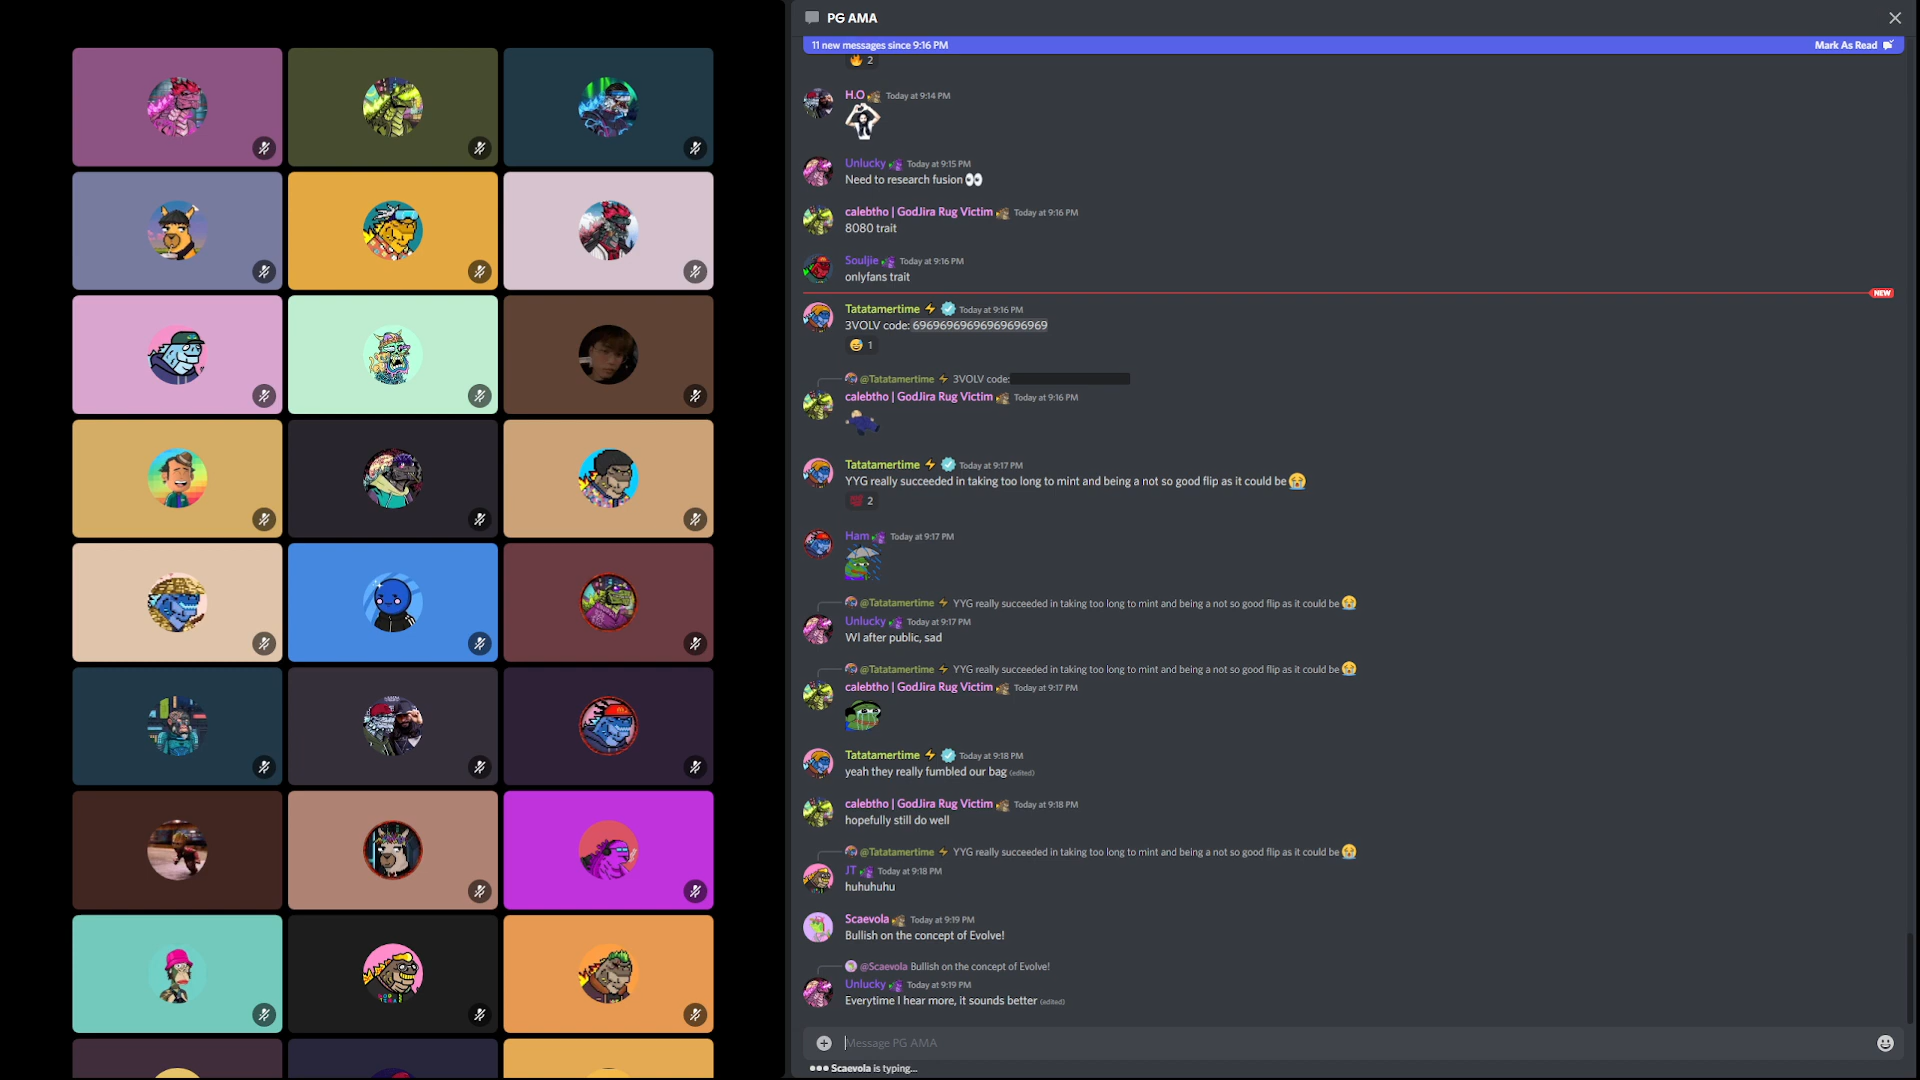 PG AMA
11 new messages since 9:16 PM
Mark As Read
2
H.O Today at 9:14 PM
Unlucky Today at 9:15 PM
Need to research fusion
calebtho | GodJira Rug Victim Today at 9:16 PM
8080 trait
Souljie Today at 9:16 PM
onlyfans trait
NEW
Tatatamertime Today at 9:16 PM
3VOLV code: 69696969696969696969
1
@Tatatamertime 3VOLV code:
calebtho | GodJira Rug Victim Today at 9:16 PM
Tatatamertime Today at 9:17 PM
YYG really succeeded in taking too long to mint and being a not so good flip as it could be
2
Ham Today at 9:17 PM
@Tatatamertime YYG really succeeded in taking too long to mint and being a not so good flip as it could be
Unlucky Today at 9:17 PM
Wl after public, sad
@Tatatamertime YYG really succeeded in taking too long to mint and being a not so good flip as it could be
calebtho | GodJira Rug Victim Today at 9:17 PM
Tatatamertime Today at 9:18 PM
yeah they really fumbled our bag (edited)
calebtho | GodJira Rug Victim Today at 9:18 PM
hopefully still do well
@Tatatamertime YYG really succeeded in taking too long to mint and being a not so good flip as it could be
JT Today at 9:18 PM
huhuhuhu
Scaevola Today at 9:19 PM
Bullish on the concept of Evolve!
@Scaevola Bullish on the concept of Evolve!
Unlucky Today at 9:19 PM
Everytime I hear more, it sounds better (edited)
Message PG AMA
Scaevola is typing...